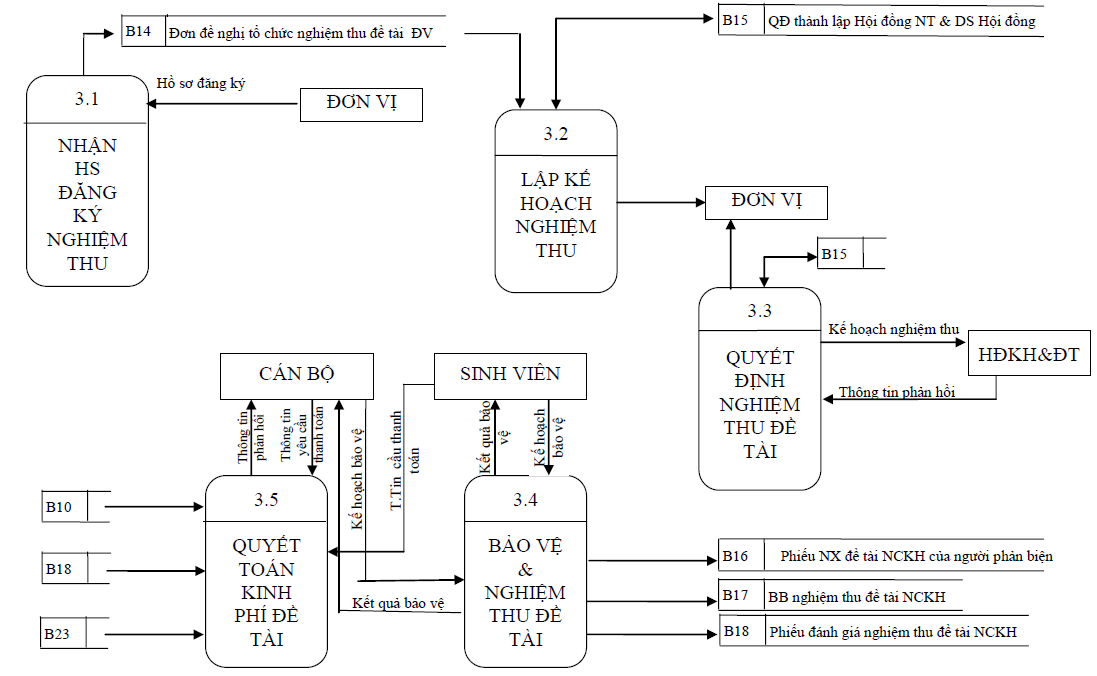 B14 Đơn đề nghị tổ chức nghiệm thu đề tài ĐV
B15 QĐ thành lập Hội đồng NT & DS Hội đồng
Hồ sơ đăng ký
ĐƠN VỊ
3.1
NHẬN
HS
ĐĂNG
KÝ
NGHIỆM
THU
3.2
LẬP KẾ
HOẠCH
NGHIỆM
THU
ĐƠN VỊ
B15
3.3
QUYẾT
ĐỊNH
NGHIỆM
THU ĐỀ
TÀI
Kế hoạch nghiệm thu
HĐKH&ĐT
Thông tin phản hồi
CÁN BỘ
SINH VIÊN
Thông tin
phản hồi
Thông tin
yêu cầu
thanh toán
Kế hoạch bảo vệ
T.Tin cầu thanh
toán
Kết quả bảo
vệ
Kế hoạch
bảo vệ
B10
B18
B23
3.5
QUYẾT
TOÁN
KINH
PHÍ ĐỀ
TÀI
Kết quả bảo vệ
3.4
BẢO VỆ
&
NGHIỆM
THU ĐỀ
TÀI
B16 Phiếu NX đề tài NCKH của người phản biện
B17 BB nghiệm thu đề tài NCKH
B18 Phiếu đánh giá nghiệm thu đề tài NCKH